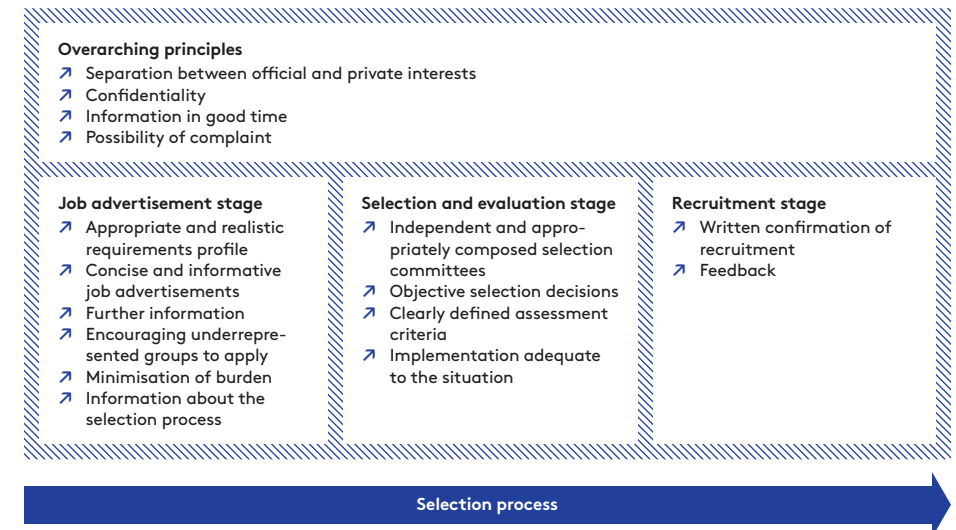 Overarching principles
Separation between official and private interests
Confidentiality
Information in good time
Possibility of complaint
Job advertisement stage
Appropriate and realistic
requirements profile
Concise and informative
job advertisements
Further information
Encouraging underrepre-
sented groups to apply
Minimisation of burden
Information about the
selection process
Selection and evaluation stage
Independent and appro-
priately composed selection
committees
Objective selection decisions
Clearly defined assessment
criteria
Implementation adequate
to the situation
Recruitment stage
Written confirmation of
recruitment
Feedback
Selection process